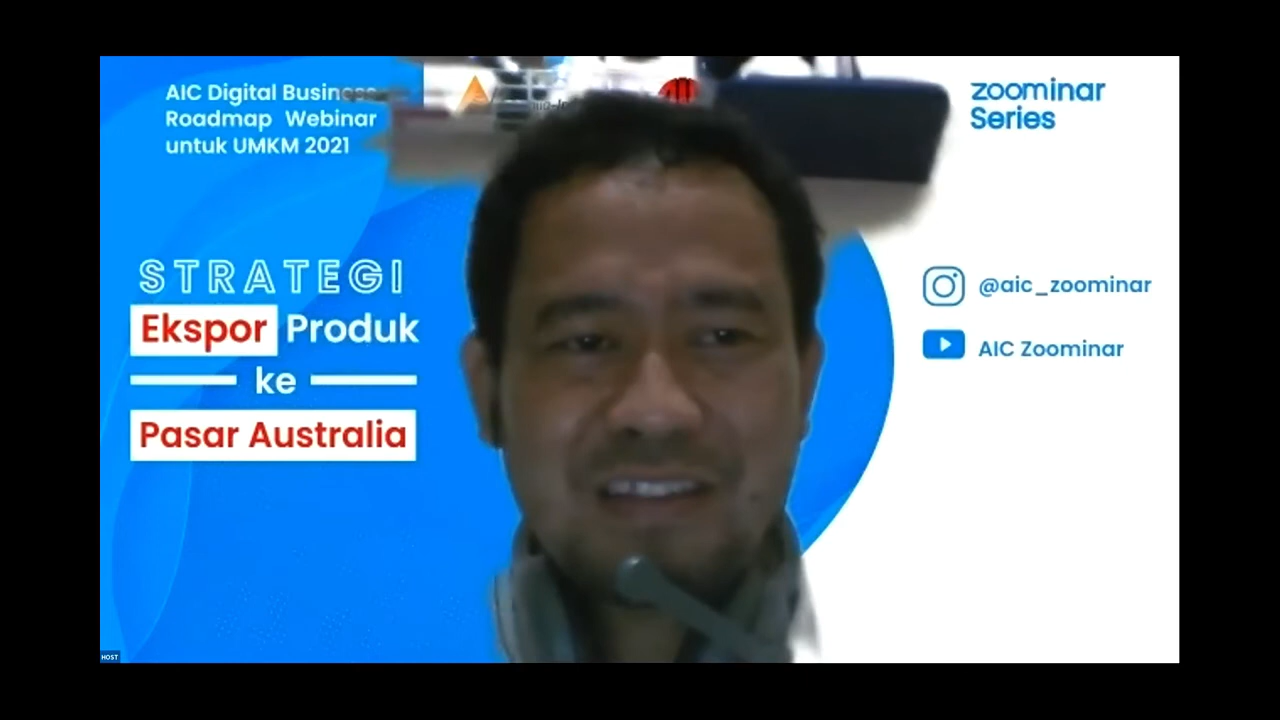 AIC Digital Business
Roadmap Webinar
untuk UMKM 2021
zoominar
Series
STRATEGI
Ekspor Produk
ke
Pasar Australia
@aic_zoominar
AIC Zoominar
HOST